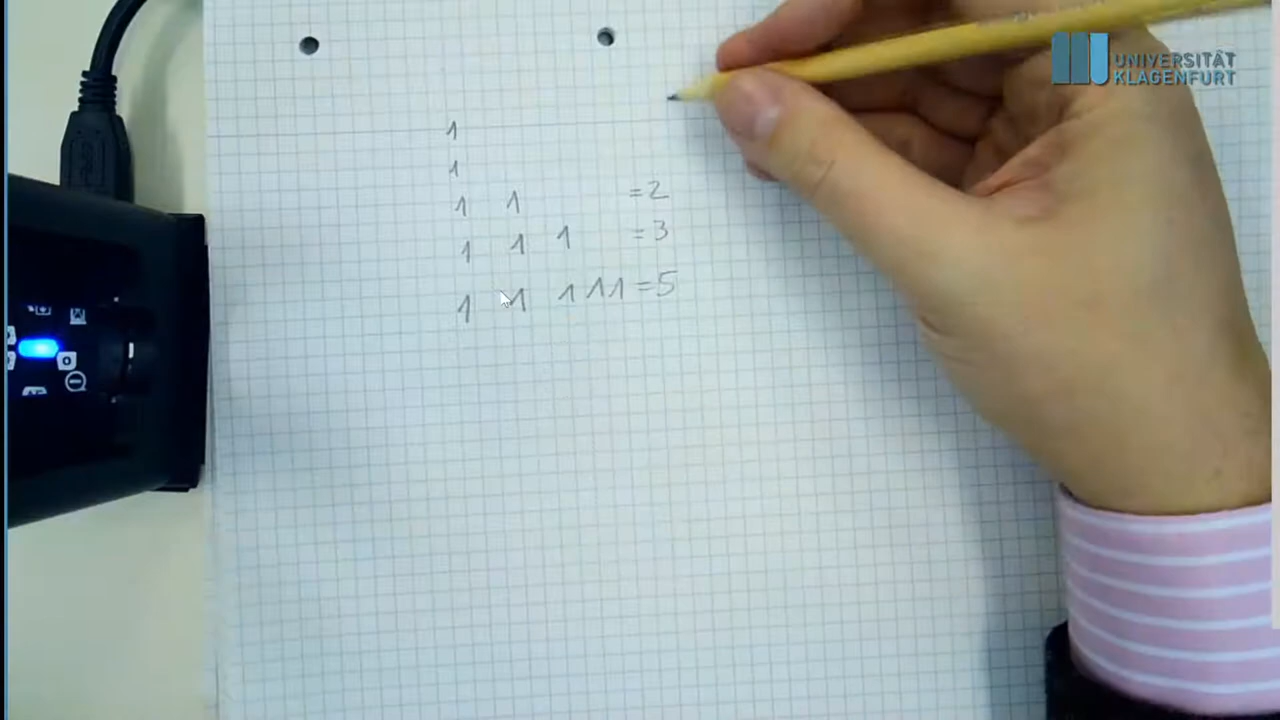 UNIVERSITÄT
KLAGENFURT
1
1
1 1 =2
1 1 1 =3
1 1 1 1 1 =5